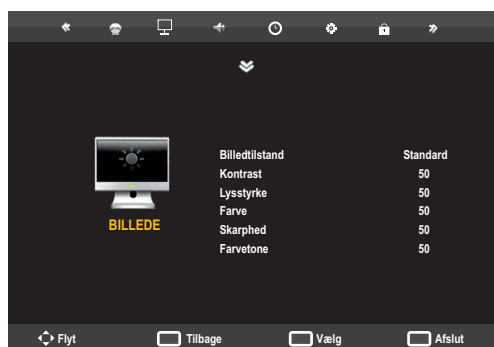 Billedtilstand Standard
Kontrast 50
Lysstyrke 50
Farve 50
Skarphed 50
Farvetone 50
BILLEDE
Flyt Tilbage Vælg Afslut